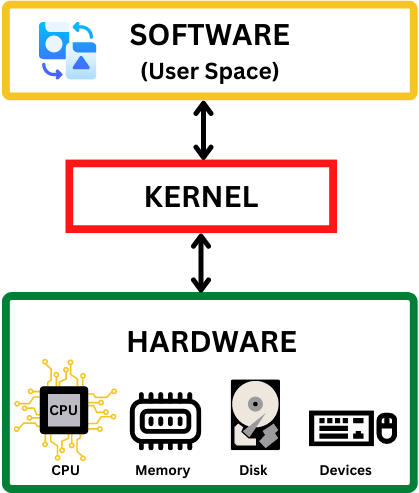 SOFTWARE
(User Space)
KERNEL
HARDWARE
CPU
CPU
Memory
Disk
Devices